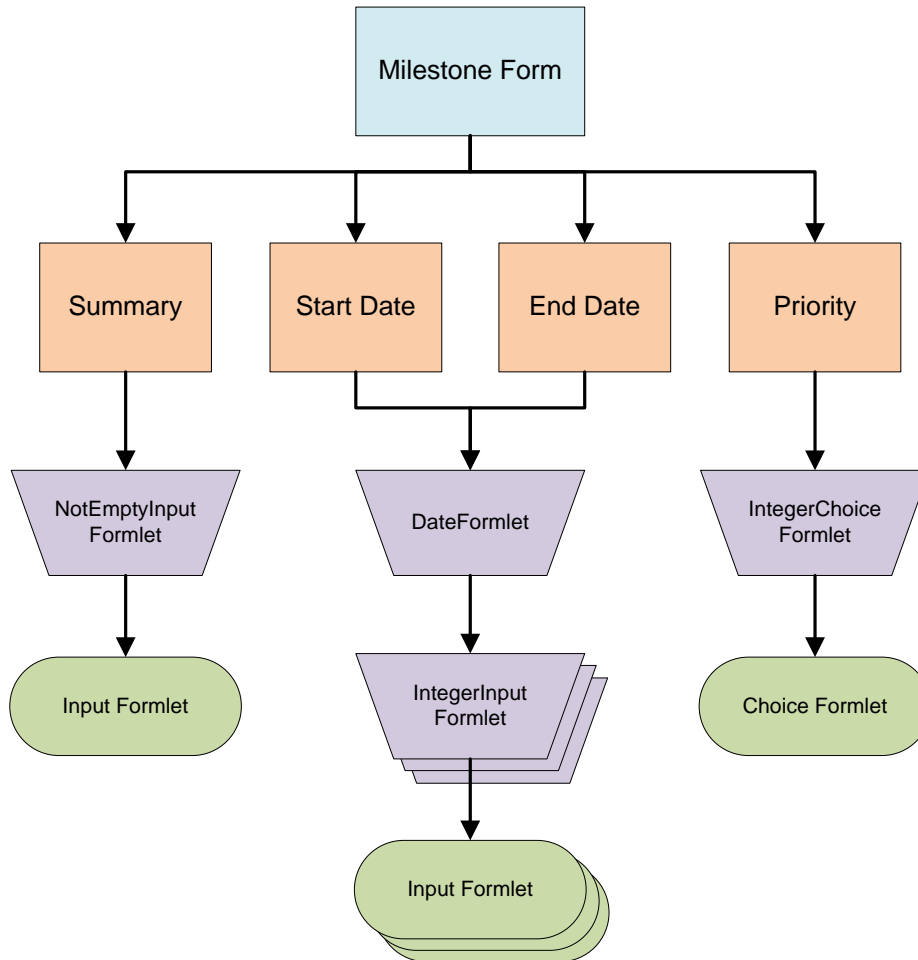 Milestone Form
Summary
Start Date
End Date
Priority
NotEmptyInput
Formlet
DateFormlet
IntegerChoice
Formlet
Input Formlet
IntegerInput
Formlet
Choice Formlet
Input Formlet